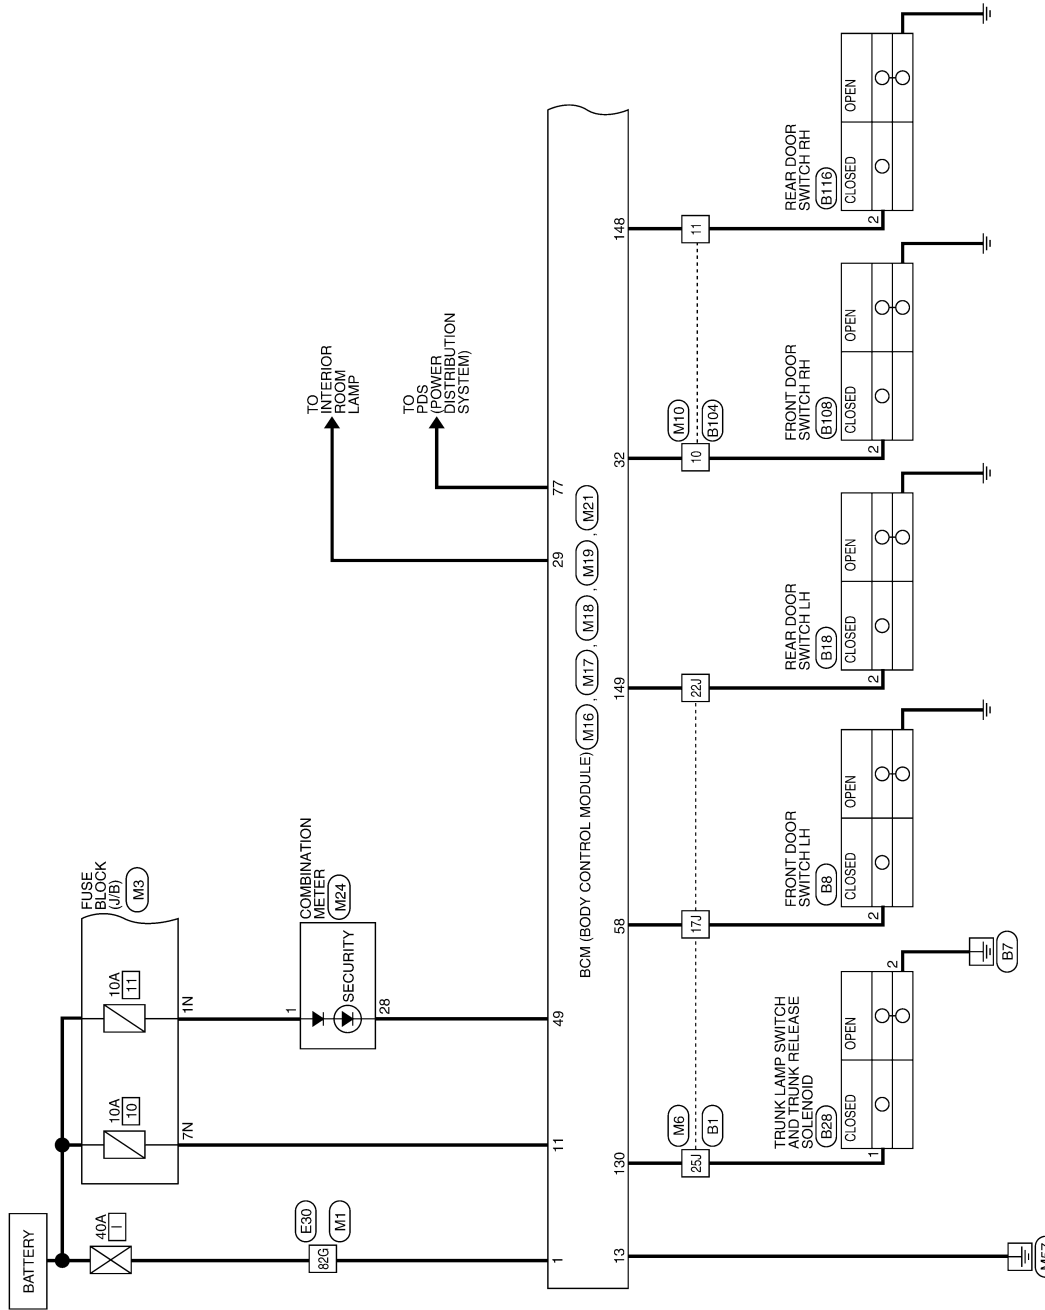 BATTERY
40A
I
E30
82G
M1
1
10A
10
7N
11
FUSE
BLOCK
(J/B)
M3
10A
11
1N
COMBINATION
METER
M24
1
SECURITY
28
49
TO
INTERIOR
ROOM
LAMP
29
TO
PDS
(POWER
DISTRIBUTION
SYSTEM)
77
BCM (BODY CONTROL MODULE) M16 , M17 , M18 , M19 , M21
13
130
58
149
32
148
M6
25J
B1
17J
22J
M10
10
B104
11
TRUNK LAMP SWITCH
AND TRUNK RELEASE
SOLENOID
B28
CLOSED OPEN
1
2
B7
FRONT DOOR
SWITCH LH
B8
CLOSED OPEN
2
REAR DOOR
SWITCH LH
B18
CLOSED OPEN
2
FRONT DOOR
SWITCH RH
B108
CLOSED OPEN
2
REAR DOOR
SWITCH RH
B116
CLOSED OPEN
2
M57